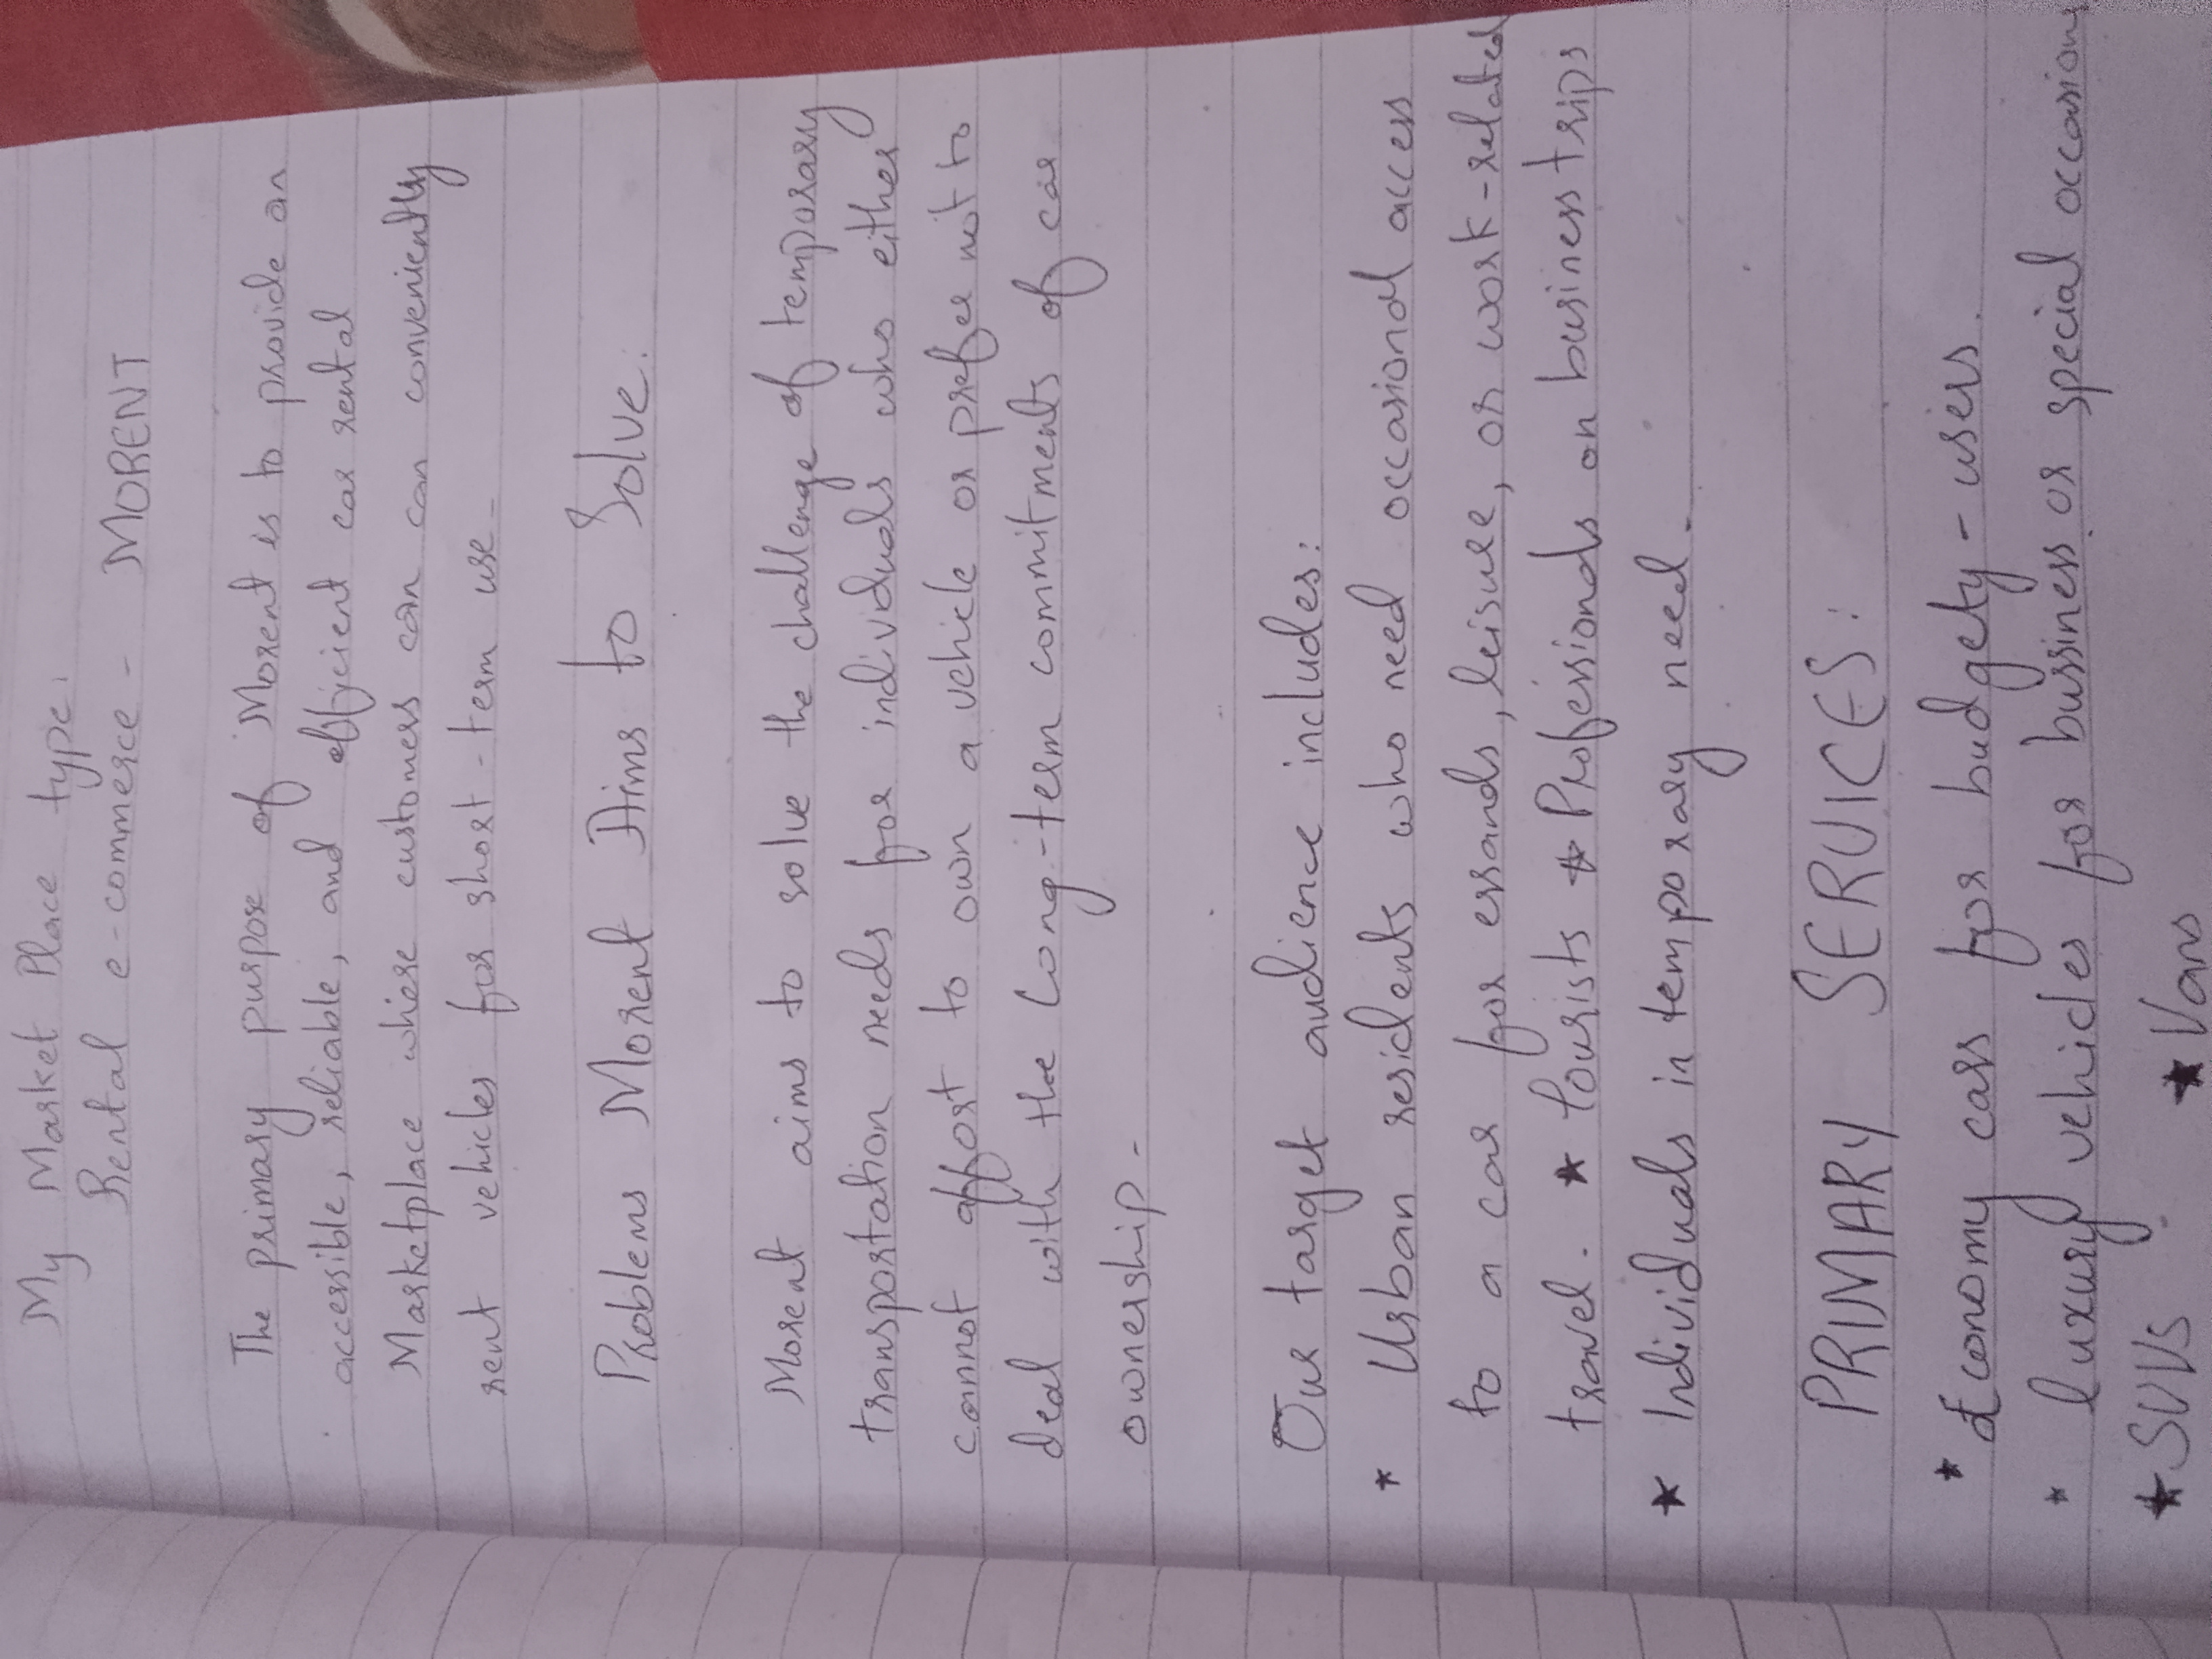 My Market Place type:
Rental e-commerce - MORENT
The primary purpose of Morent is to provide an
accessible, reliable, and efficient car rental
Marketplace where customers can can conveniently
rent vehicles for short-term use
Problems Morent Aims to Solve:
Morent aims to solve the challenge of temporary
transportation needs for individuals who either
cannot affort to own a vehicle or prefer not to
deal with the long-term commitments of car
ownership.
Our target audience includes:
* Urban residents who need occasional access
to a car for errands, leisure, or work-related
travel. * Tourists * Professionals on business trips
* Individuals in temporary need.
PRIMARY SERVICES:
* Economy cars for budgety-users.
* luxury vehicles for bussiness or special occasions
* SUVs * Vans